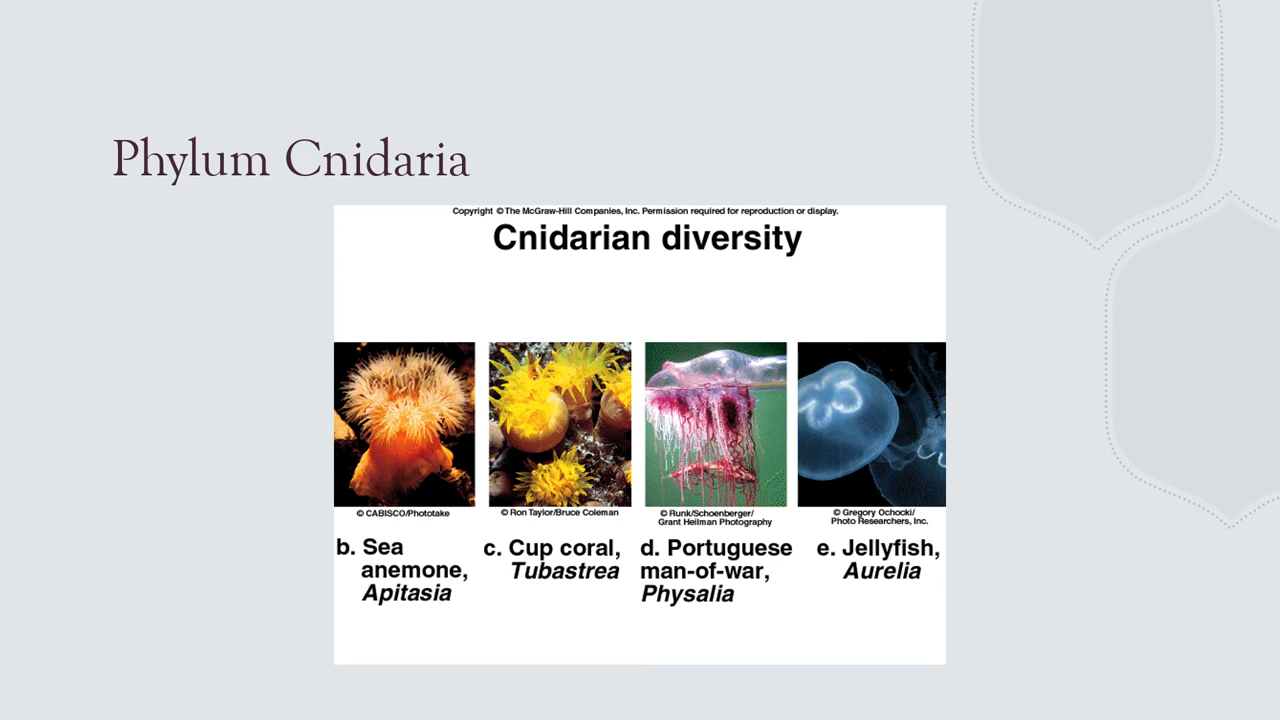 Phylum Cnidaria
Copyright © The McGraw-Hill Companies, Inc. Permission required for reproduction or display.
Cnidarian diversity
© CABISCO/Phototake
© Ron Taylor/Bruce Coleman
© Runk/Schoenberger/
Grant Heilman Photography
© Gregory Ochocki/
Photo Researchers, Inc.
b. Sea
anemone,
Apitasia
c. Cup coral,
Tubastrea
d. Portuguese
man-of-war,
Physalia
e. Jellyfish,
Aurelia